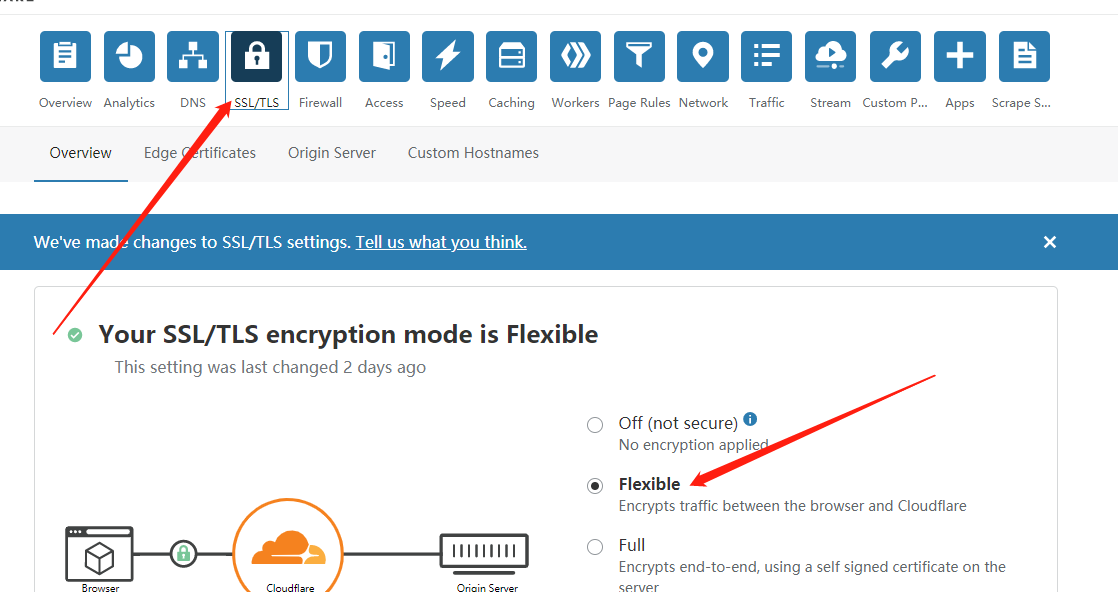 Overview Analytics DNS SSL/TLS Firewall Access Speed Caching Workers Page Rules Network Traffic Stream Custom P... Apps Scrape S...
Overview Edge Certificates Origin Server Custom Hostnames
We've made changes to SSL/TLS settings. Tell us what you think.
Your SSL/TLS encryption mode is Flexible
This setting was last changed 2 days ago
Off (not secure)
No encryption applied
Flexible
Encrypts traffic between the browser and Cloudflare
Full
Encrypts end-to-end, using a self signed certificate on the
server
Browser Cloudflare Origin Server